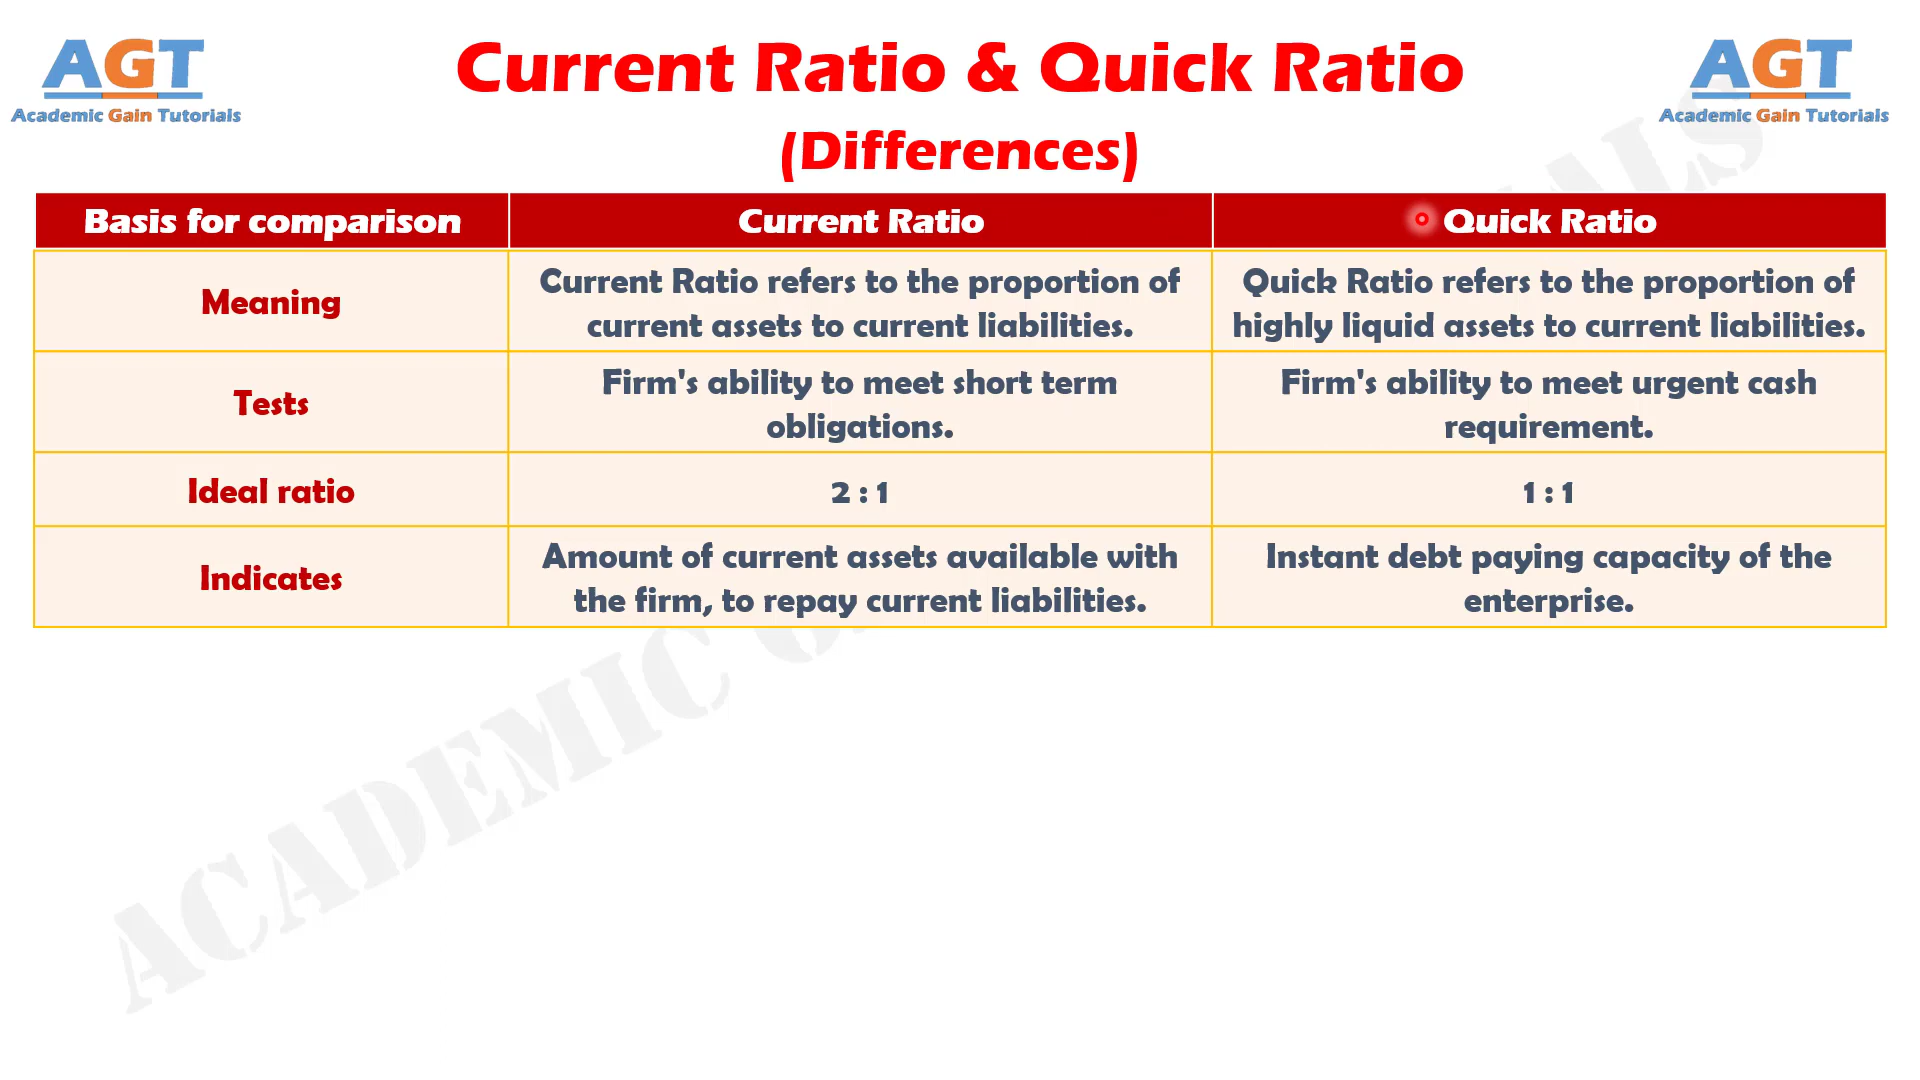 AGT
Academic Gain Tutorials
Current Ratio & Quick Ratio
(Differences)
AGT
Academic Gain Tutorials
Basis for comparison
Current Ratio
Quick Ratio
Meaning
Current Ratio refers to the proportion of
current assets to current liabilities.
Quick Ratio refers to the proportion of
highly liquid assets to current liabilities.
Tests
Firm's ability to meet short term
obligations.
Firm's ability to meet urgent cash
requirement.
Ideal ratio
2 : 1
1 : 1
Indicates
Amount of current assets available with
the firm, to repay current liabilities.
Instant debt paying capacity of the
enterprise.
ACADEMIC